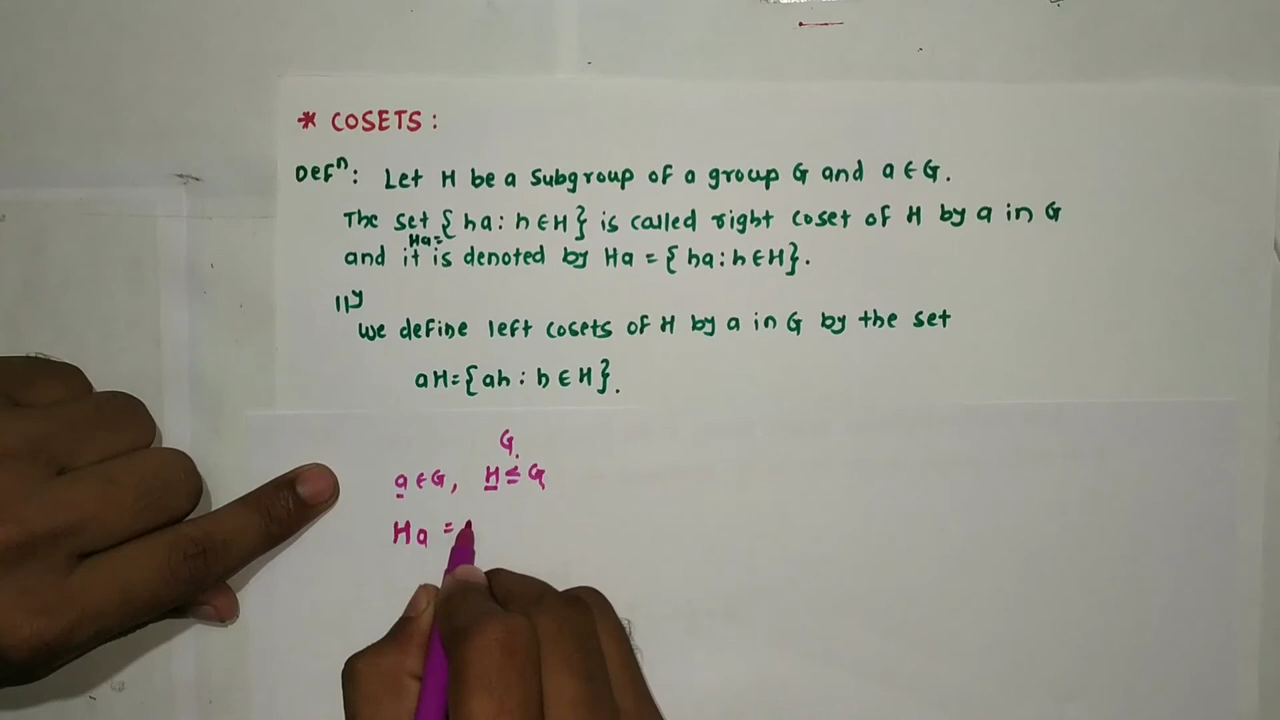 * COSETS :
Defⁿ: Let H be a subgroup of a group G and a ∈ G.
The set { ha : h ∈ H } is called right coset of H by a in G
Ha =
and it is denoted by Ha = { ha : h ∈ H }.
|||ʸ
We define left cosets of H by a in G by the set
aH = { ah : h ∈ H }.
G.
a ∈ G, H ≤ G
Ha =